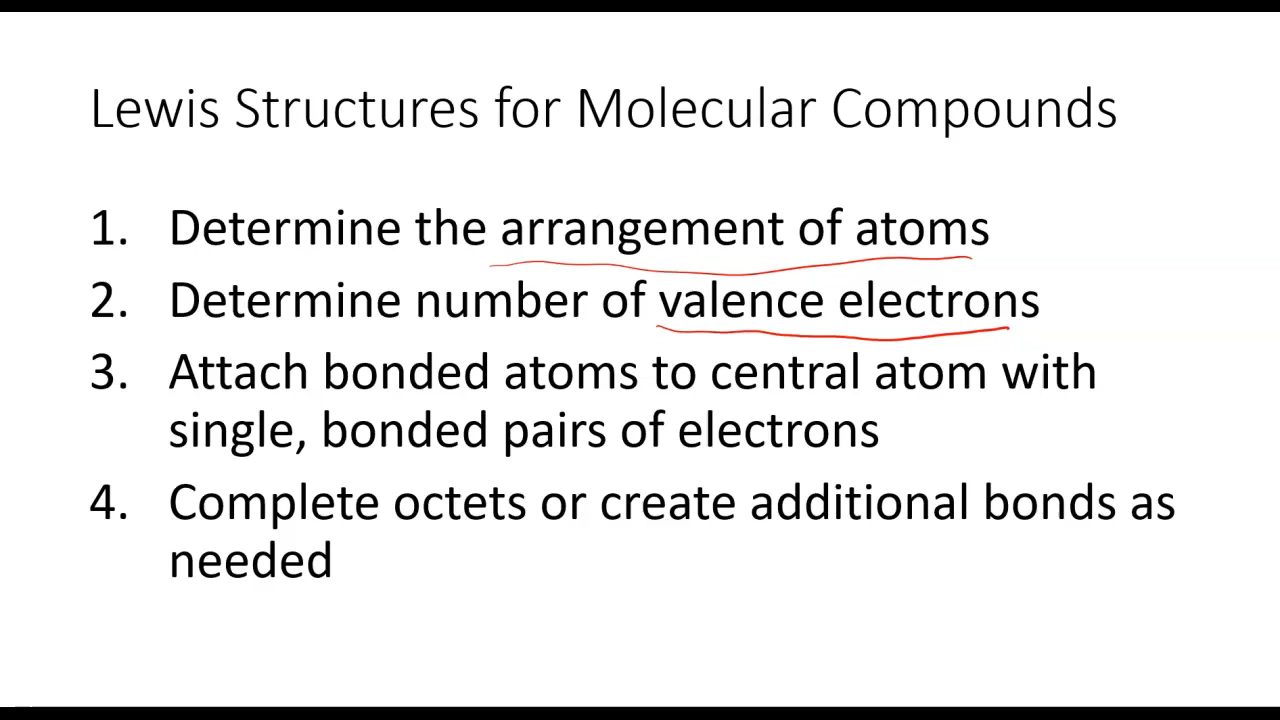 Lewis Structures for Molecular Compounds
1. Determine the arrangement of atoms
2. Determine number of valence electrons
3. Attach bonded atoms to central atom with
single, bonded pairs of electrons
4. Complete octets or create additional bonds as
needed